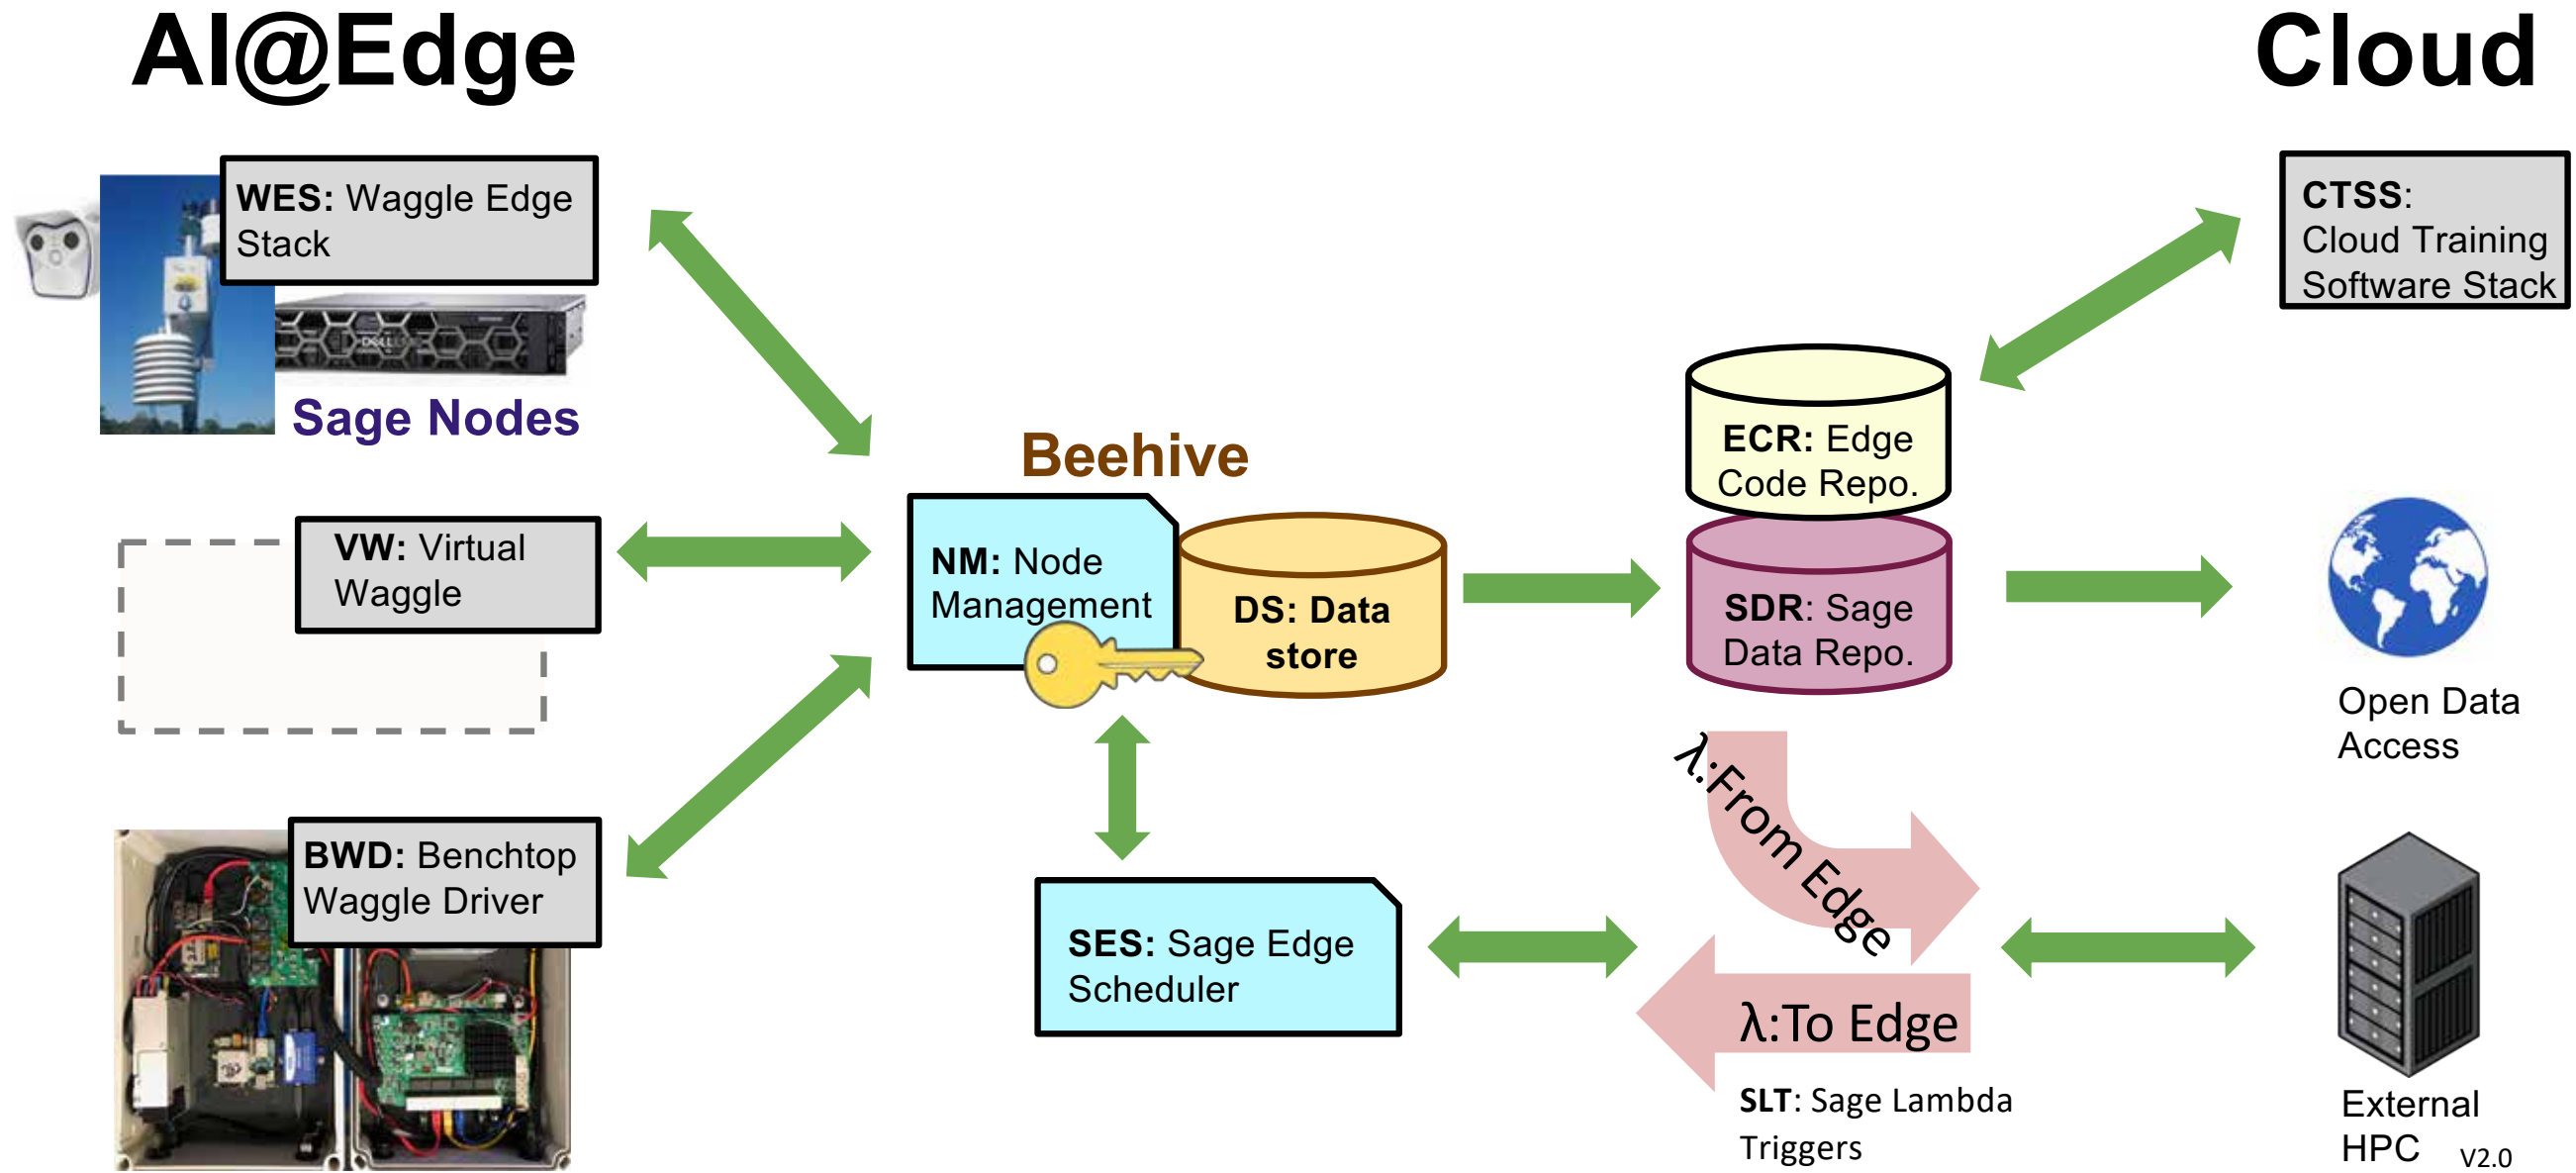 AI@Edge
Cloud
WES: Waggle Edge
Stack
DELL
Sage Nodes
VW: Virtual
Waggle
BWD: Benchtop
Waggle Driver
Beehive
NM: Node
Management
DS: Data
store
SES: Sage Edge
Scheduler
ECR: Edge
Code Repo.
SDR: Sage
Data Repo.
λ:From Edge
λ:To Edge
SLT: Sage Lambda
Triggers
CTSS:
Cloud Training
Software Stack
Open Data
Access
External
HPC
V2.0